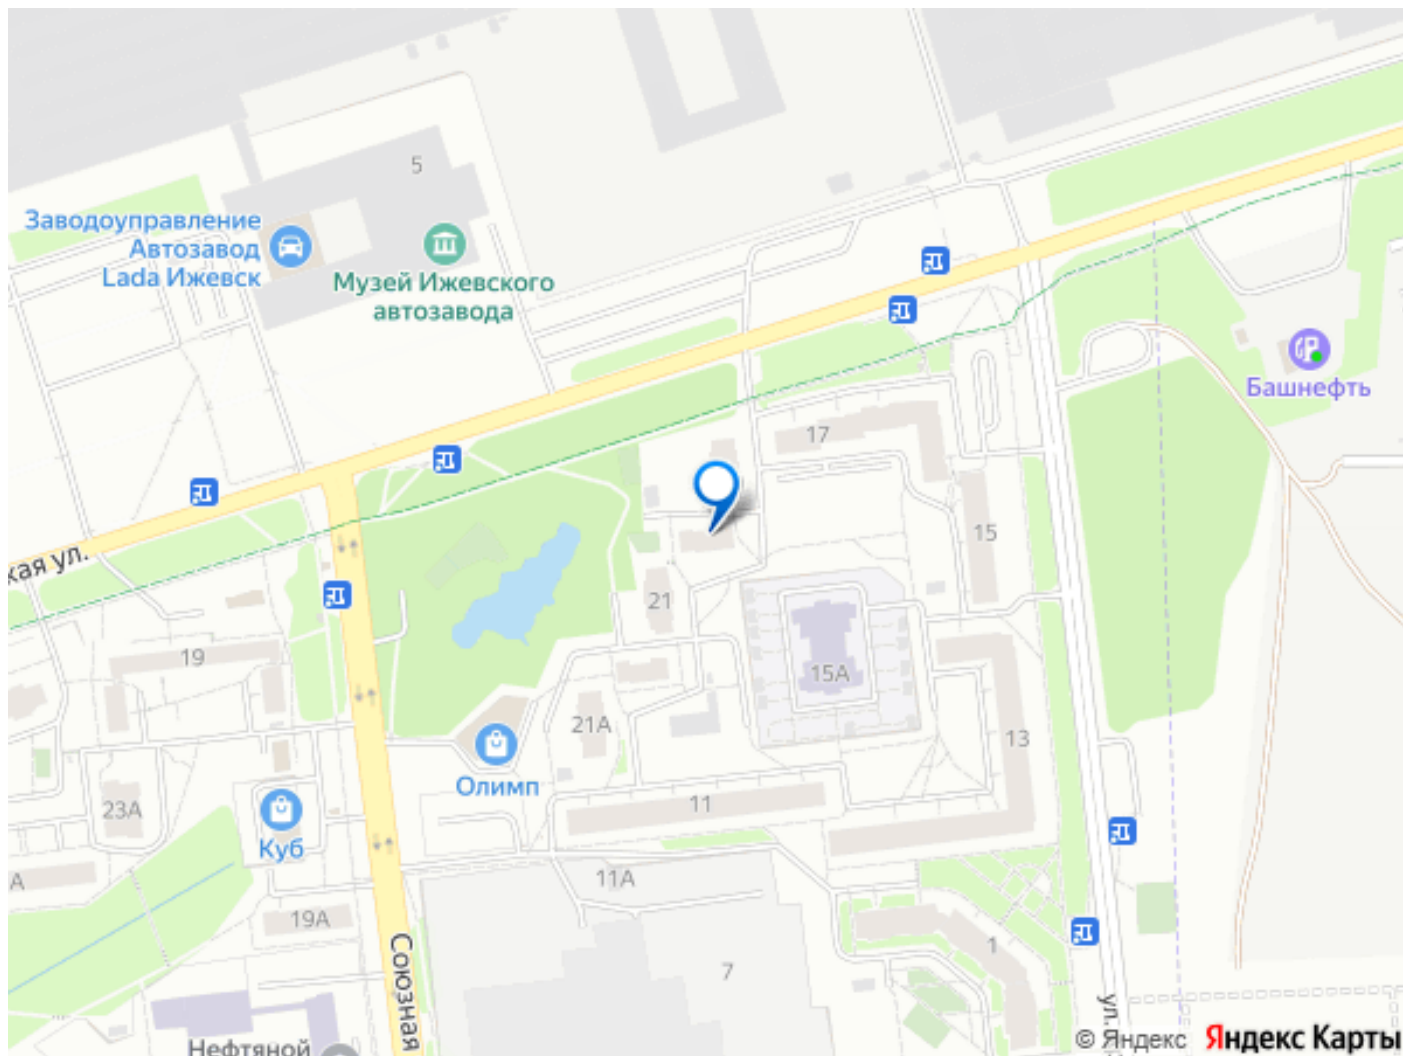 5
Заводоуправление
Автозавод
Lada Ижевск
Музей Ижевского
автозавода
Башнефть
17
15
кая ул.
21
19
15А
21А
13
Олимп
23А
11
Куб
А
11А
19А
1
Союзная
7
ул.
Нефтяной
© Яндекс
Яндекс Карты